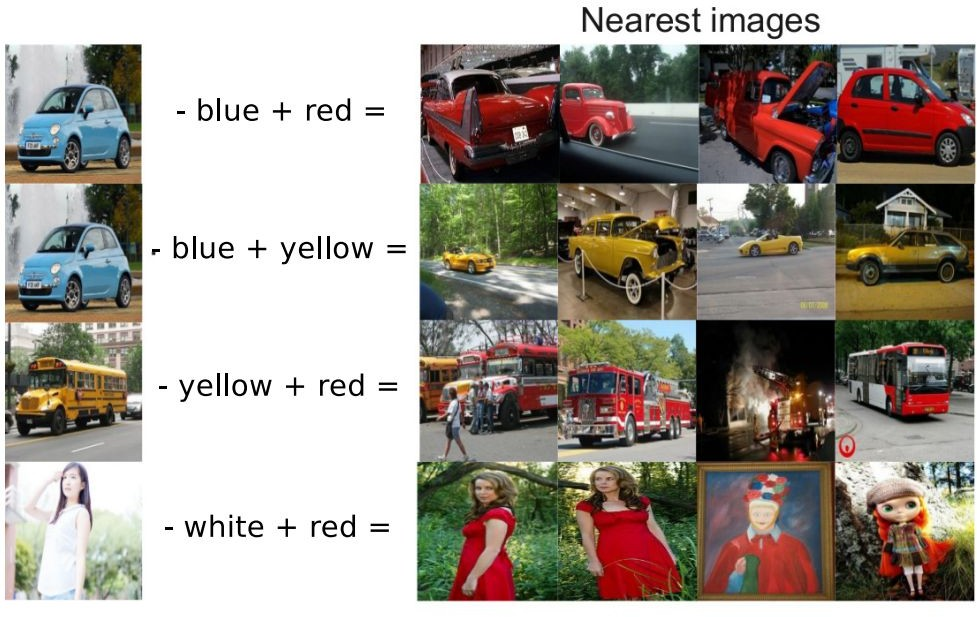 Nearest images
- blue + red =
- blue + yellow =
- yellow + red =
- white + red =